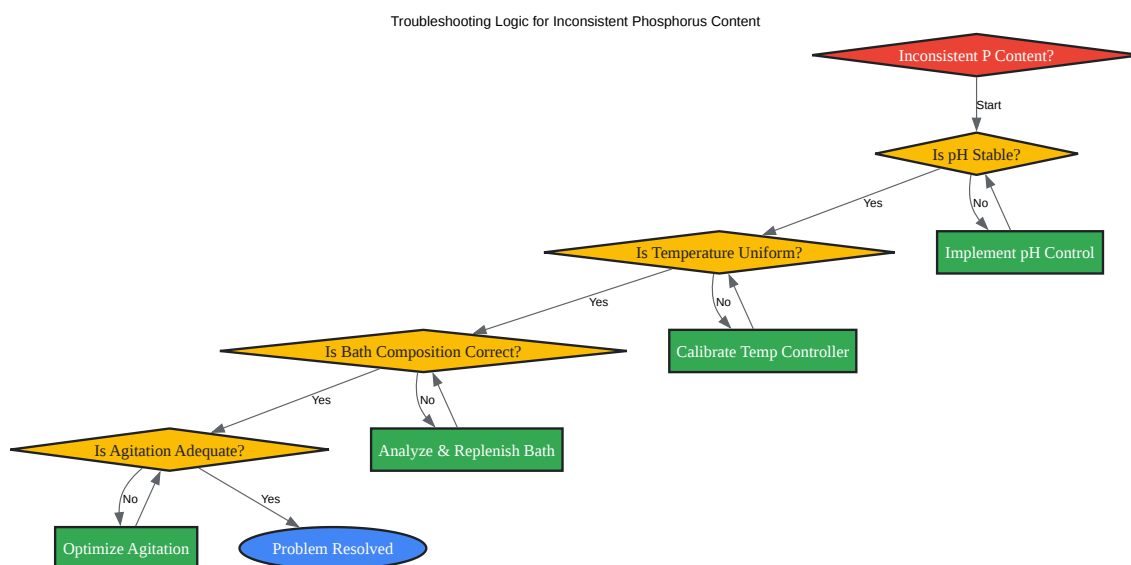 Troubleshooting Logic for Inconsistent Phosphorus Content
Inconsistent P Content?
Start
Is pH Stable?
Yes
No
Is Temperature Uniform?
Implement pH Control
Yes
No
Is Bath Composition Correct?
Calibrate Temp Controller
Yes
No
Is Agitation Adequate?
Analyze & Replenish Bath
No
Yes
Optimize Agitation
Problem Resolved